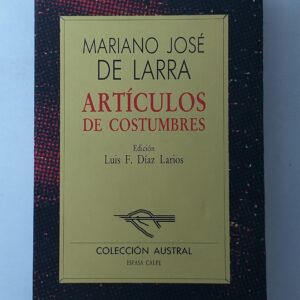 MARIANO JOSÉ
DE LARRA
ARTÍCULOS
DE COSTUMBRES
Edición
Luis F. Díaz Larios
COLECCIÓN AUSTRAL
ESPASA CALPE